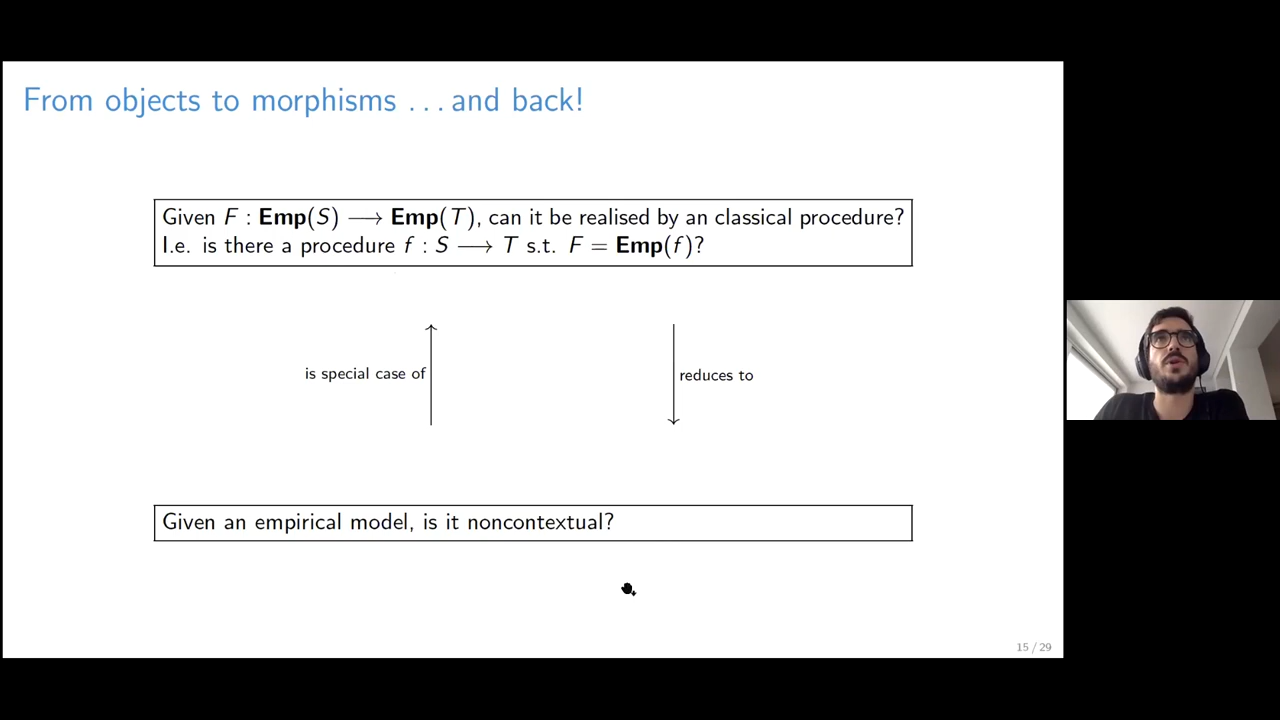 From objects to morphisms ... and back!
Given F : Emp(S) ⟶ Emp(T), can it be realised by an classical procedure?
I.e. is there a procedure f : S ⟶ T s.t. F = Emp(f)?
is special case of
reduces to
Given an empirical model, is it noncontextual?
15 / 29